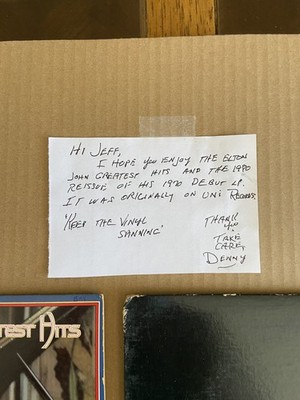 HI JEFF,
I HOPE YOU ENJOY THE ELTON
JOHN GREATEST HITS AND THE 1980
REISSUE OF HIS 1970 DEBUT LP.
IT WAS ORIGINALLY ON UNI RECORDS.
'KEEP THE VINYL
SPINNING'
THANK
YOU
TAKE
CARE,
DENNY
TEST HITS